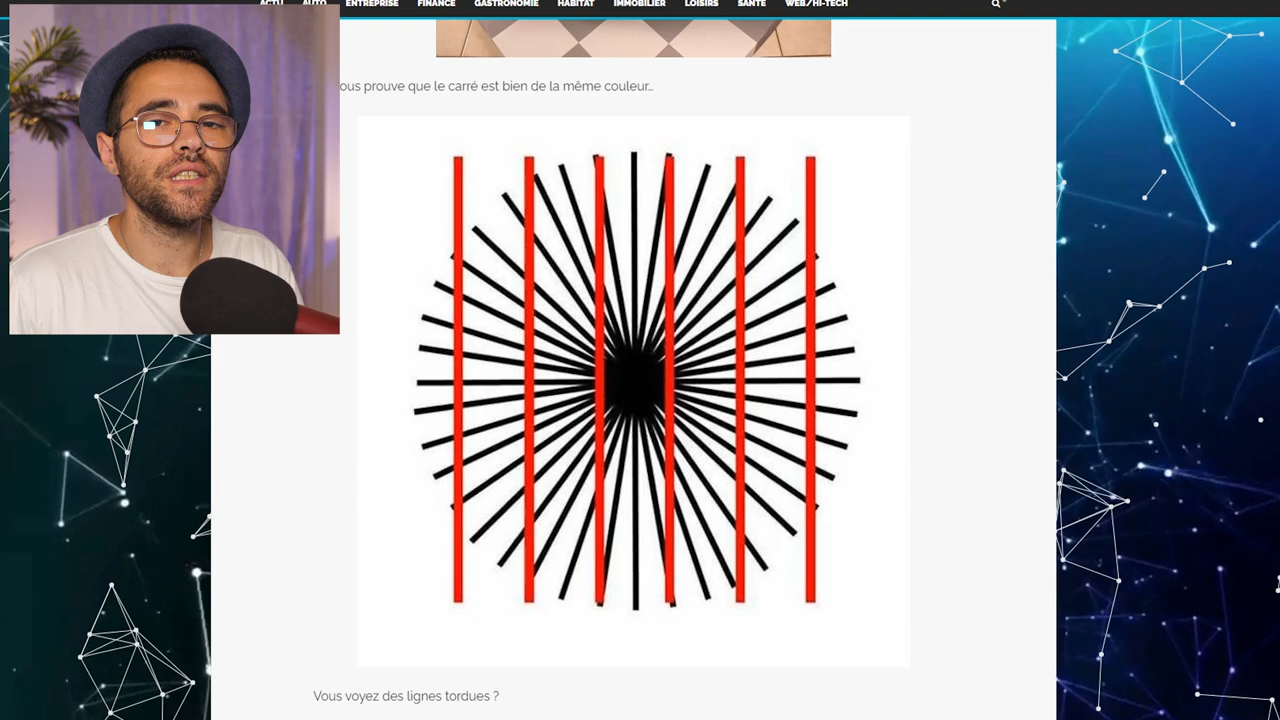 ACTU AUTO ENTREPRISE FINANCE GASTRONOMIE HABITAT IMMOBILIER LOISIRS SANTÉ WEB/HI-TECH
ous prouve que le carré est bien de la même couleur...
Vous voyez des lignes tordues ?